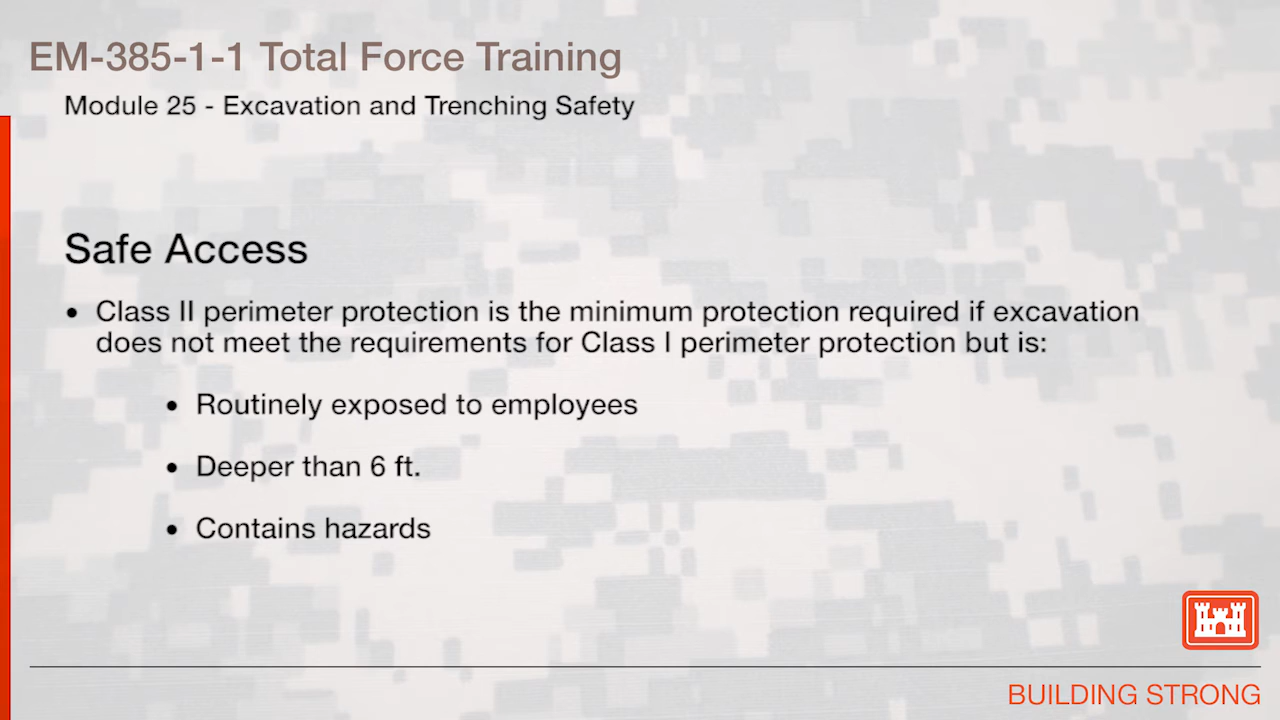 EM-385-1-1 Total Force Training
Module 25 - Excavation and Trenching Safety
Safe Access
• Class II perimeter protection is the minimum protection required if excavation
does not meet the requirements for Class I perimeter protection but is:
• Routinely exposed to employees
• Deeper than 6 ft.
• Contains hazards
BUILDING STRONG